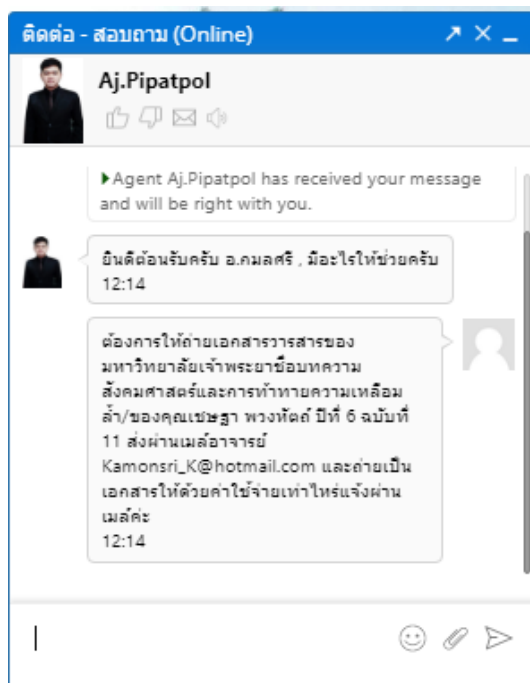 ติดต่อ - สอบถาม (Online)
Aj.Pipatpol
Agent Aj.Pipatpol has received your message
and will be right with you.
ยินดีต้อนรับครับ อ.กมลศรี , มีอะไรให้ช่วยครับ
12:14
ต้องการให้ถ่ายเอกสารวารสารของ
มหาวิทยาลัยเจ้าพระยาชื่อบทความ
สังคมศาสตร์และการท้าทายความเหลือม
ล้ำ/ของคุณเชษฐา พวงหัตถ์ ปีที่ 6 ฉบับที่
11 ส่งผ่านเมล์อาจารย์
Kamonsri_K@hotmail.com และถ่ายเป็น
เอกสารให้ด้วยค่าใช้จ่ายเท่าไหร่แจ้งผ่าน
เมล์ค่ะ
12:14